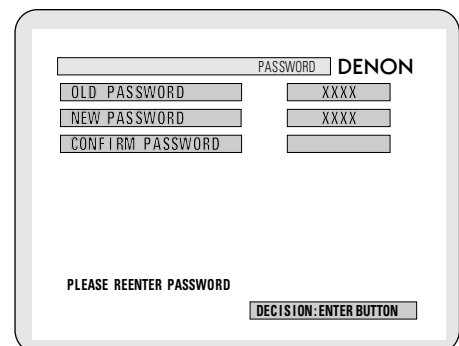 PASSWORD DENON
OLD PASSWORD XXXX
NEW PASSWORD XXXX
CONFIRM PASSWORD
PLEASE REENTER PASSWORD
DECISION:ENTER BUTTON